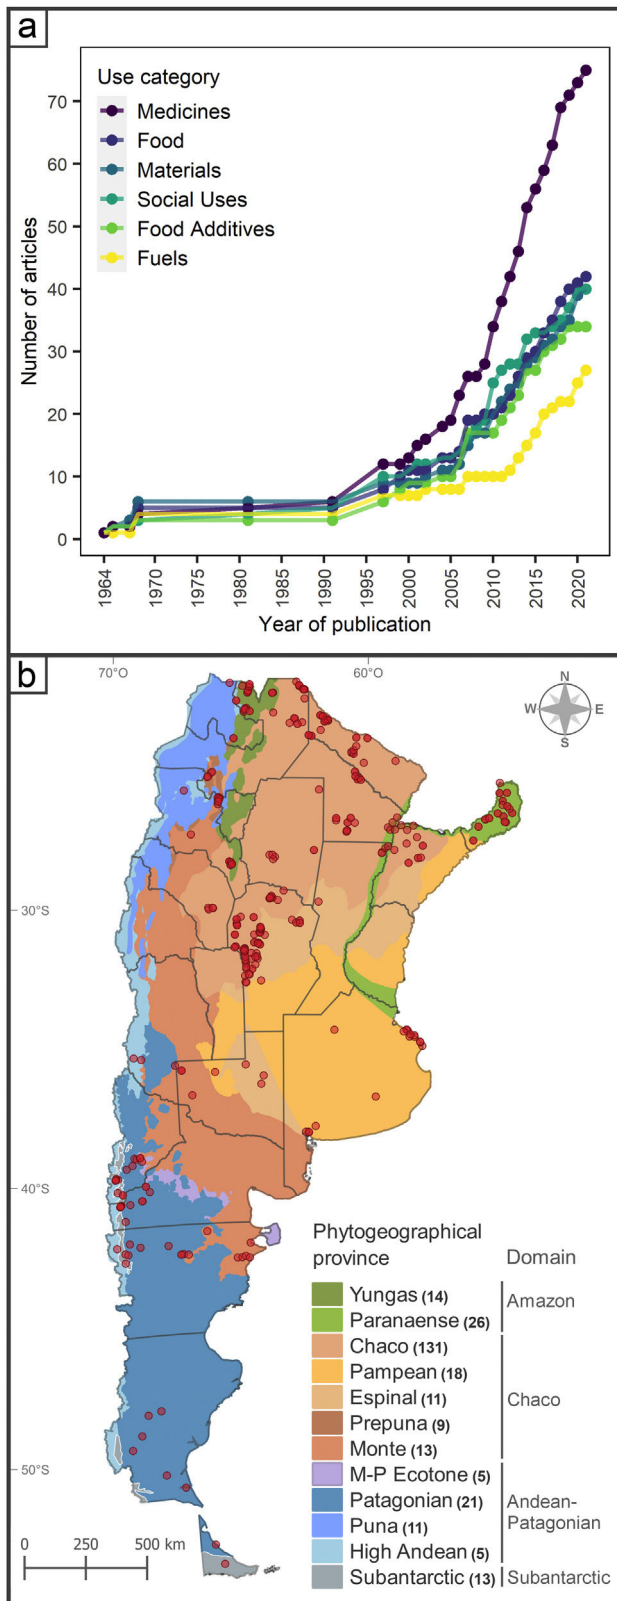 a
Use category
Medicines
Food
Materials
Social Uses
Food Additives
Fuels
Number of articles
70
60
50
40
30
20
10
0
1964
1970
1975
1980
1985
1990
1995
2000
2005
2010
2015
2020
Year of publication
b
70°O
60°O
N
W E
S
30°S
40°S
50°S
Phytogeographical
province
Domain
Yungas (14)
Paranaense (26)
Amazon
Chaco (131)
Pampean (18)
Espinal (11)
Prepuna (9)
Monte (13)
Chaco
M-P Ecotone (5)
Patagonian (21)
Puna (11)
High Andean (5)
Andean-
Patagonian
Subantarctic (13)
Subantarctic
0 250 500 km